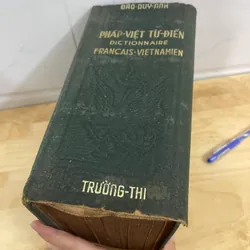 ĐÀO-DUY-ANH
PHÁP-VIỆT TỪ-ĐIỂN
DICTIONNAIRE
FRANÇAIS-VIETNAMIEN
TRƯỜNG-THI